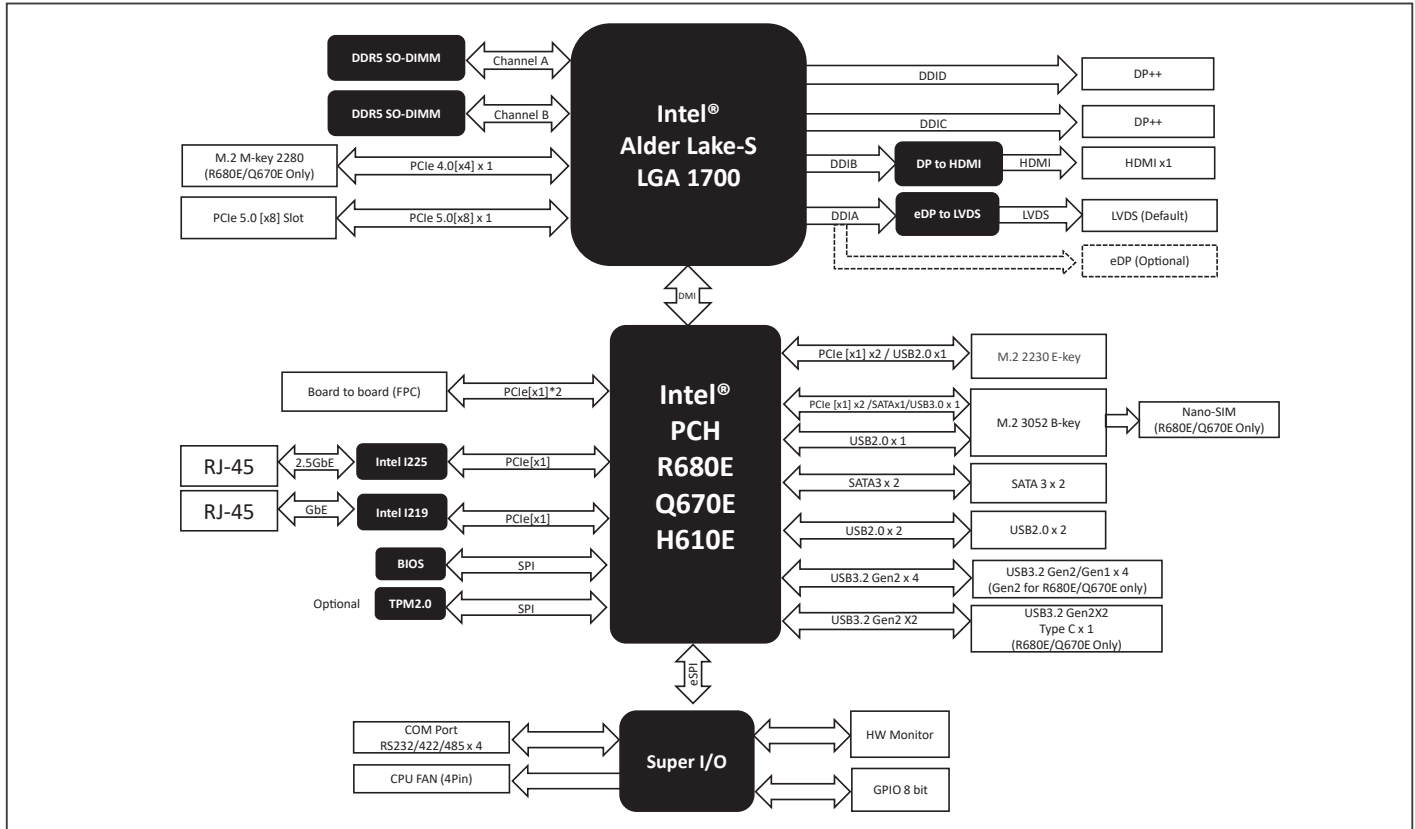 DDR5 SO-DIMM
Channel A
DDR5 SO-DIMM
Channel B
M.2 M-key 2280
(R680E/Q670E Only)
PCIe 4.0[x4] x 1
PCIe 5.0 [x8] Slot
PCIe 5.0[x8] x 1
Intel®
Alder Lake-S
LGA 1700
DDID
DP++
DDIC
DP++
DDIB
DP to HDMI
HDMI
HDMI x1
DDIA
eDP to LVDS
LVDS
LVDS (Default)
eDP (Optional)
DMI
Board to board (FPC)
PCIe[x1]*2
RJ-45
2.5GbE
Intel I225
PCIe[x1]
RJ-45
GbE
Intel I219
PCIe[x1]
BIOS
SPI
Optional
TPM2.0
SPI
Intel®
PCH
R680E
Q670E
H610E
PCIe [x1] x2 / USB2.0 x1
M.2 2230 E-key
PCIe [x1] x2 /SATAx1/USB3.0 x 1
USB2.0 x 1
M.2 3052 B-key
Nano-SIM
(R680E/Q670E Only)
SATA3 x 2
SATA 3 x 2
USB2.0 x 2
USB2.0 x 2
USB3.2 Gen2 x 4
USB3.2 Gen2/Gen1 x 4
(Gen2 for R680E/Q670E only)
USB3.2 Gen2 X2
USB3.2 Gen2X2
Type C x 1
(R680E/Q670E Only)
eSPI
COM Port
RS232/422/485 x 4
CPU FAN (4Pin)
Super I/O
HW Monitor
GPIO 8 bit